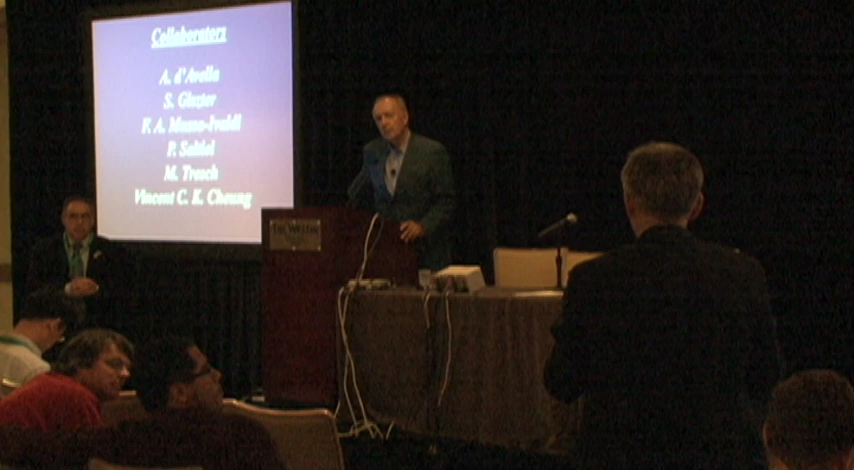 Collaborators
A. d'Avella
S. Giszter
F. A. Mussa-Ivaldi
P. Saltiel
M. Tresch
Vincent C. K. Cheung